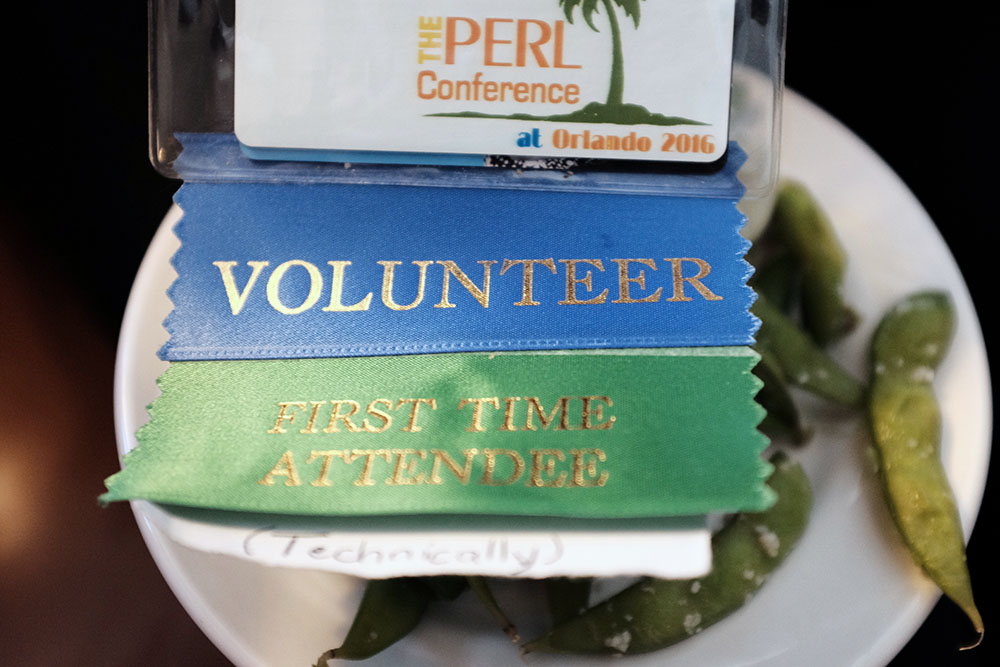 THE PERL
Conference
at Orlando 2016
VOLUNTEER
FIRST TIME
ATTENDEE
(Technically)